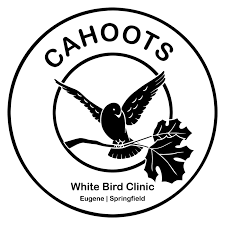 CAHOOTS
White Bird Clinic
Eugene | Springfield